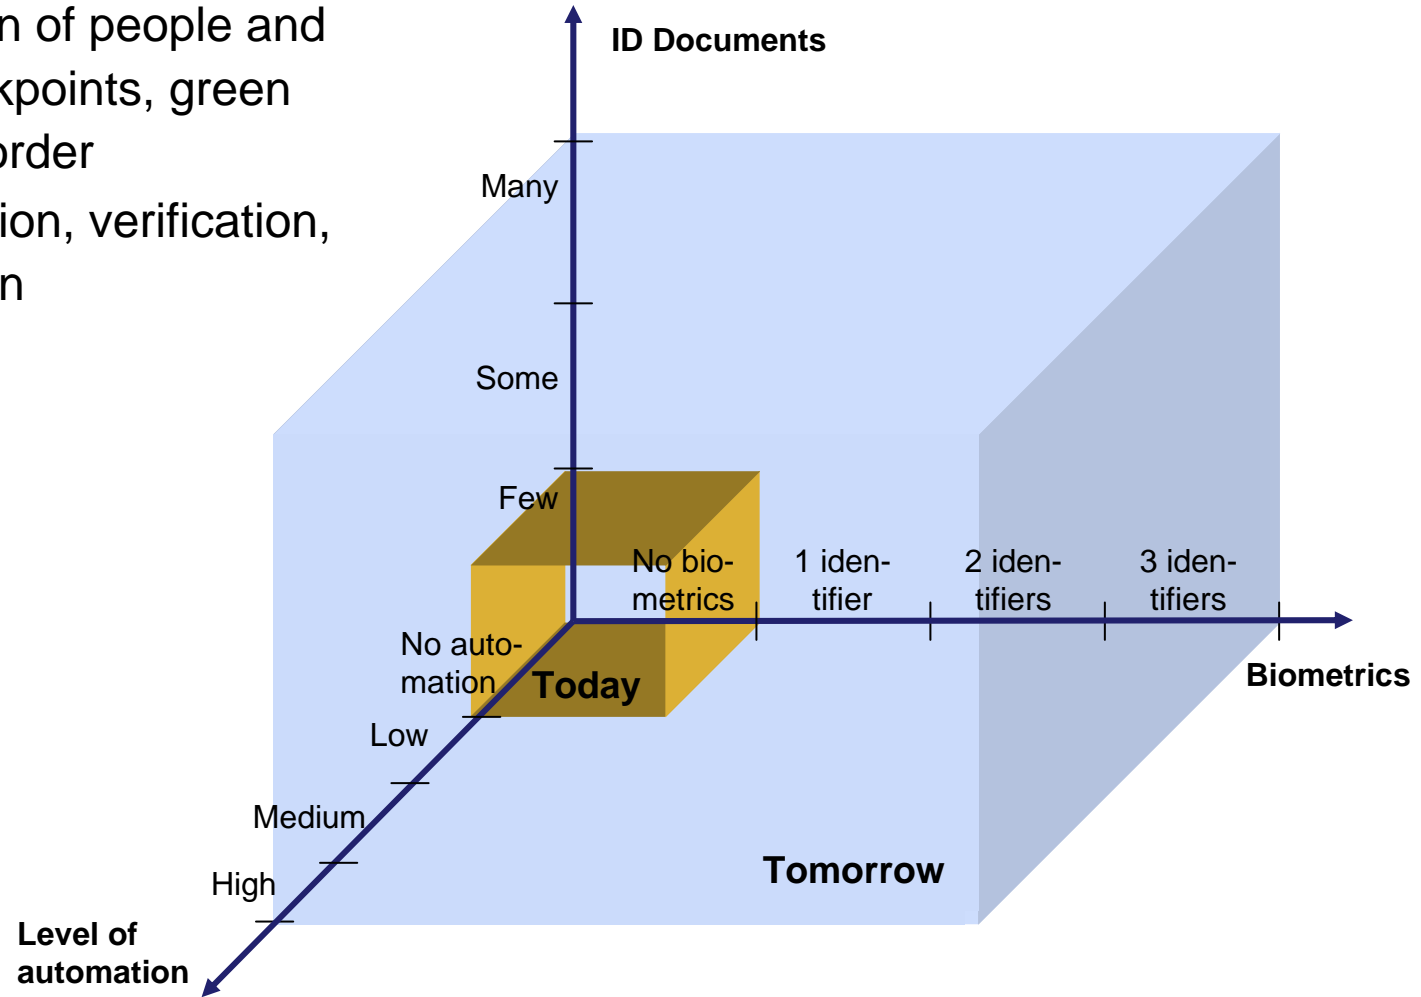 n of people and
kpoints, green
order
tion, verification,
n
ID Documents
Many
Some
Few
No bio-
metrics
1 iden-
tifier
2 iden-
tifiers
3 iden-
tifiers
Biometrics
No auto-
mation
Today
Low
Medium
High
Tomorrow
Level of
automation